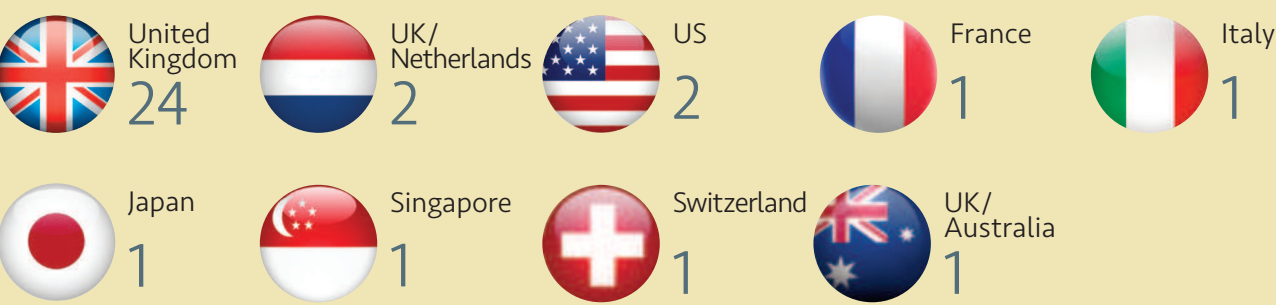 United
Kingdom
24
UK/
Netherlands
2
US
2
France
1
Italy
1
Japan
1
Singapore
1
Switzerland
1
UK/
Australia
1